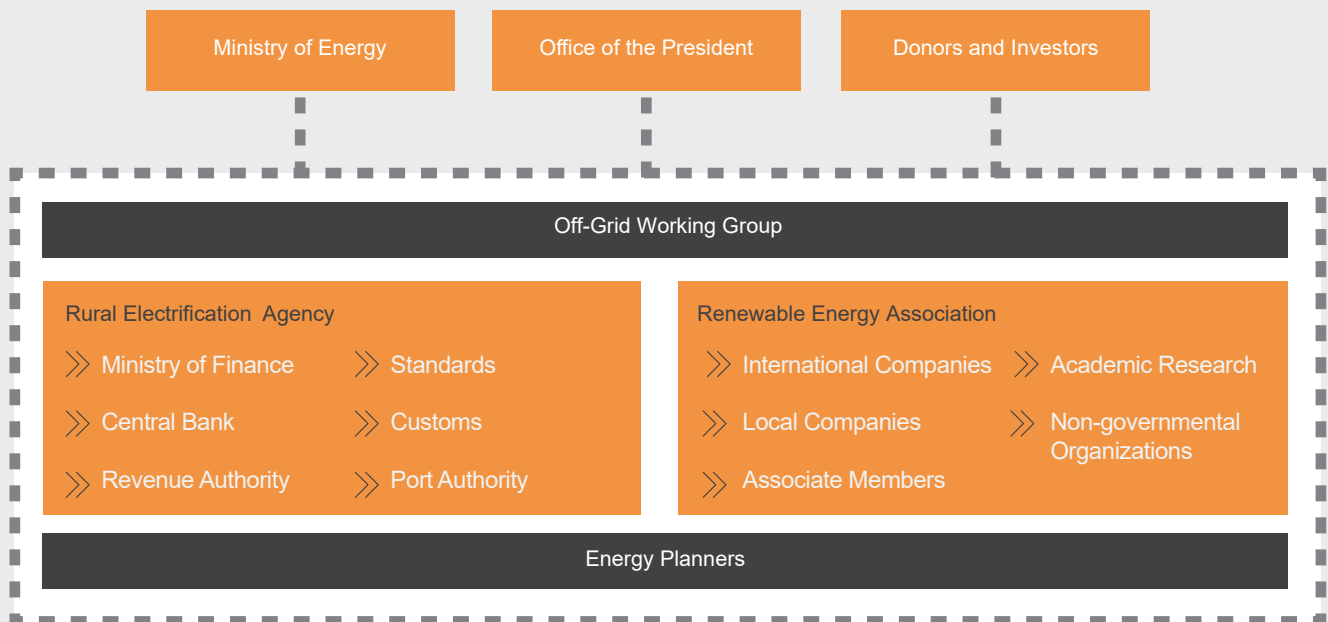 Ministry of Energy
Office of the President
Donors and Investors
Off-Grid Working Group
Rural Electrification  Agency
Ministry of Finance
Standards
Central Bank
Customs
Revenue Authority
Port Authority
Renewable Energy Association
International Companies
Academic Research
Local Companies
Non-governmental
Organizations
Associate Members
Energy Planners